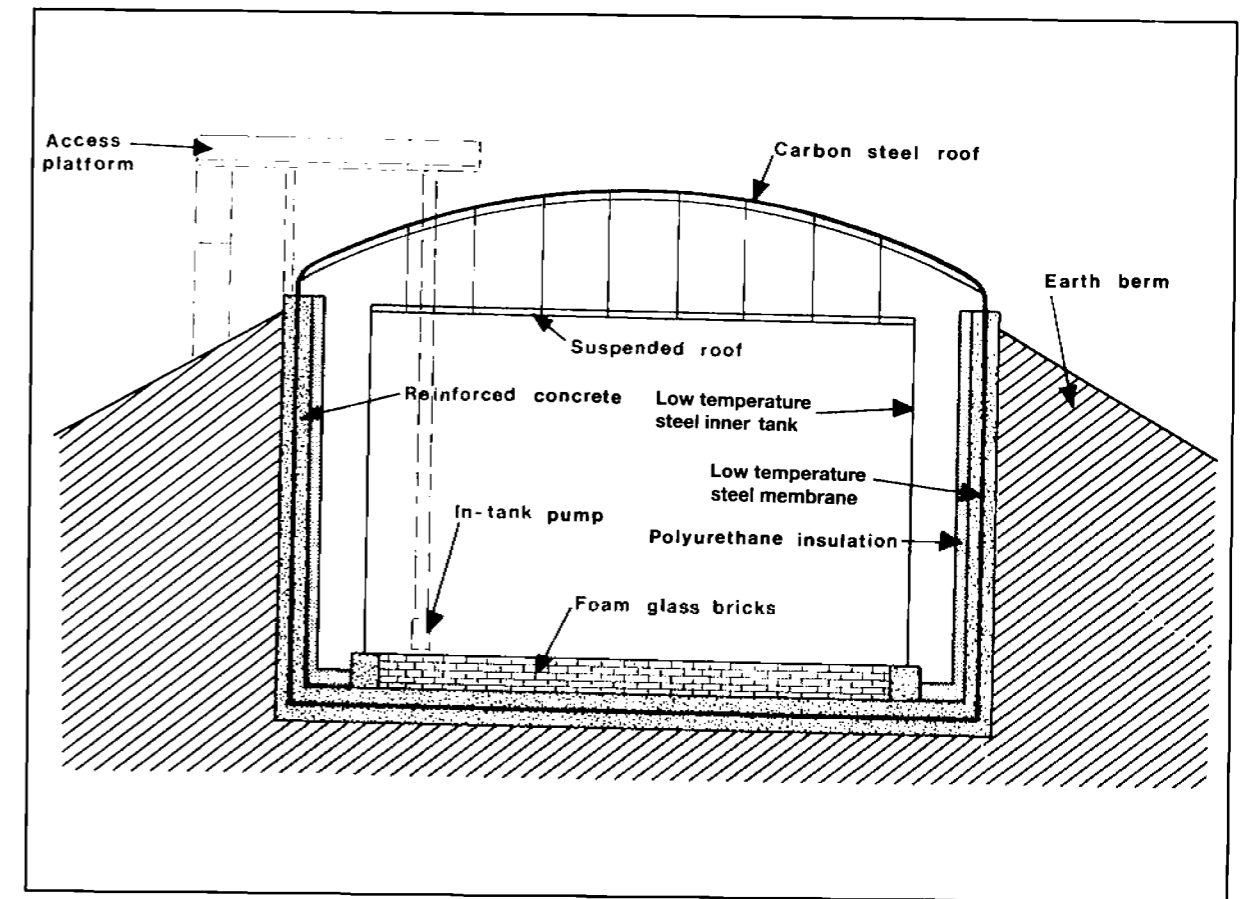 Access
platform
Carbon steel roof
Earth berm
Suspended roof
Reinforced concrete
Low temperature
steel inner tank
Low temperature
steel membrane
In-tank pump
Polyurethane insulation
Foam glass bricks